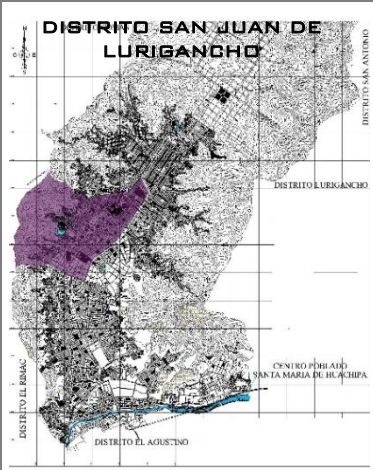 DISTRITO SAN JUAN DE
LURIGANCHO
DISTRITO SAN ANTONIO
DISTRITO LURIGANCHO
CENTRO POBLADO
SANTA MARIA DE HUACHIPA
DISTRITO EL RIMAC
DISTRITO EL AGUSTINO